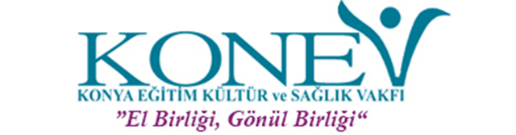 KONEV
KONYA EĞİTİM KÜLTÜR ve SAĞLIK VAKFI
”El Birliği, Gönül Birliği“